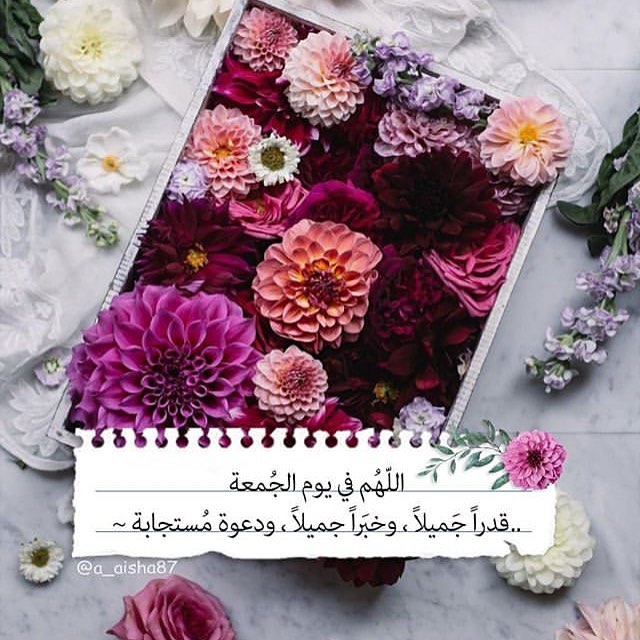 اللّهُم في يوم الجُمعة
..قدراً جَميلاً ، وخبَراً جميلاً ، ودعوة مُستجابة ~
@a_aisha87